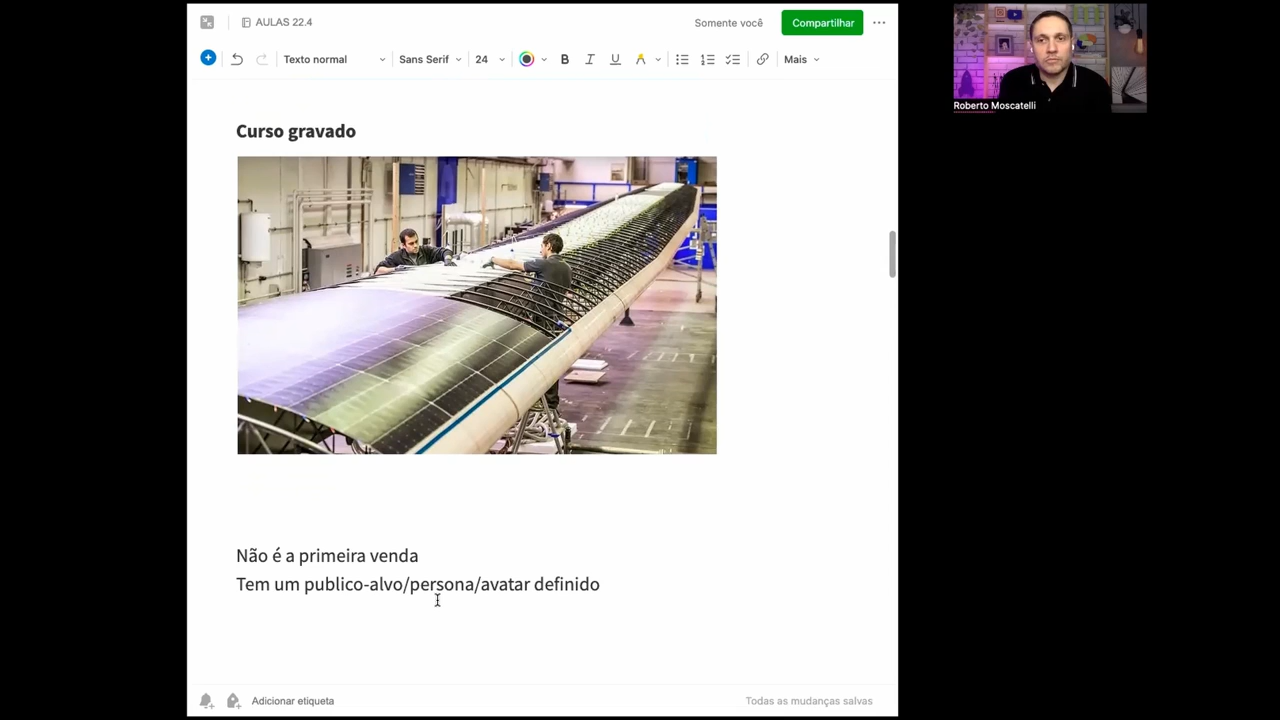 AULAS 22.4
Somente você
Compartilhar
Texto normal
Sans Serif
24
B
I
U
A
Mais
Roberto Moscatelli
Curso gravado
Não é a primeira venda
Tem um publico-alvo/persona/avatar definido
Adicionar etiqueta
Todas as mudanças salvas